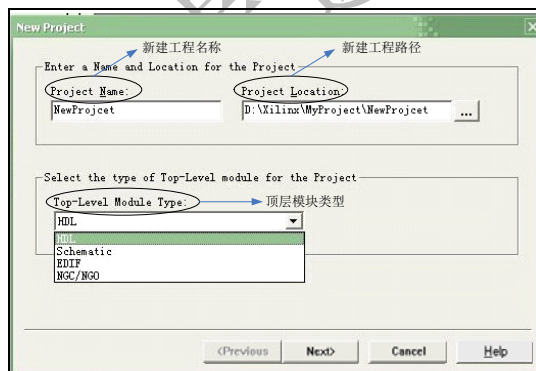 New Project
新建工程名称
新建工程路径
Enter a Name and Location for the Project
Project Name:
Project Location:
NewProjcet
D:\Xilinx\MyProject\NewProjcet
...
Select the type of Top-Level module for the Project
Top-Level Module Type:
顶层模块类型
HDL
HDL
Schematic
EDIF
NGC/NGO
<Previous
Next>
Cancel
Help